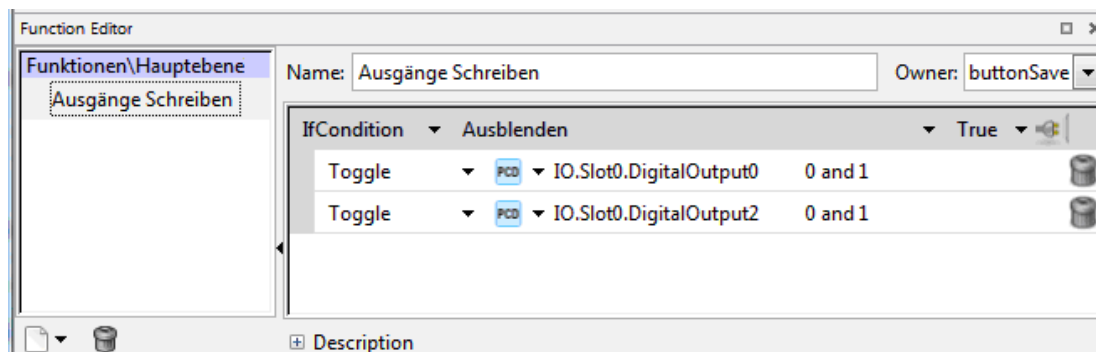 Function Editor
Funktionen\Hauptebene
Ausgänge Schreiben
Name: Ausgänge Schreiben Owner: buttonSave
IfCondition Ausblenden True
Toggle PCD IO.Slot0.DigitalOutput0 0 and 1
Toggle PCD IO.Slot0.DigitalOutput2 0 and 1
Description